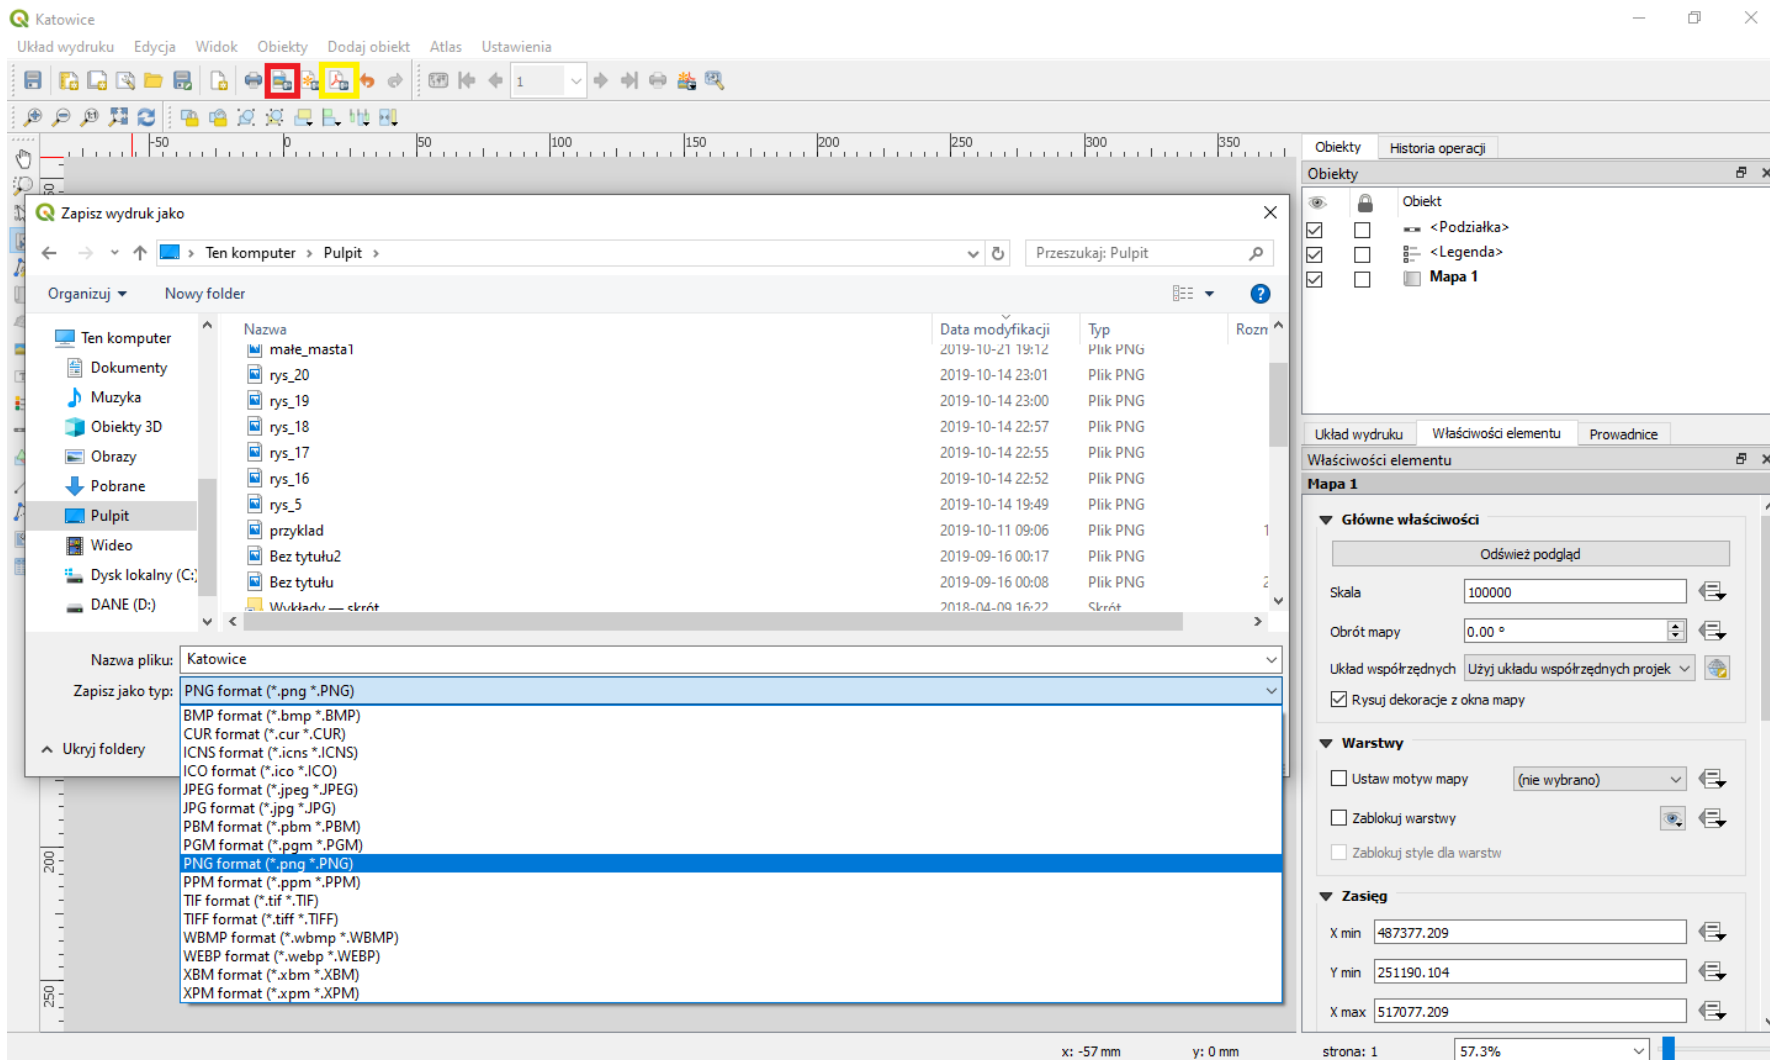 Katowice
Układ wydruku Edycja Widok Obiekty Dodaj obiekt Atlas Ustawienia
1
-50 0 50 100 150 200 250 300 350
Obiekty Historia operacji
Obiekty
Obiekt
<Podziałka>
<Legenda>
Mapa 1
Zapisz wydruk jako
Ten komputer > Pulpit >
Przeszukaj: Pulpit
Organizuj Nowy folder
Ten komputer
Dokumenty
Muzyka
Obiekty 3D
Obrazy
Pobrane
Pulpit
Wideo
Dysk lokalny (C:)
DANE (D:)
Nazwa Data modyfikacji Typ Rozm
małe_masta1 2019-10-21 19:12 Plik PNG
rys_20 2019-10-14 23:01 Plik PNG
rys_19 2019-10-14 23:00 Plik PNG
rys_18 2019-10-14 22:57 Plik PNG
rys_17 2019-10-14 22:55 Plik PNG
rys_16 2019-10-14 22:52 Plik PNG
rys_5 2019-10-14 19:49 Plik PNG
przyklad 2019-10-11 09:06 Plik PNG 1
Bez tytułu2 2019-09-16 00:17 Plik PNG
Bez tytułu 2019-09-16 00:08 Plik PNG 2
Wykłady — skrót 2018-04-09 16:22 Skrót
Nazwa pliku: Katowice
Zapisz jako typ: PNG format (*.png *.PNG)
Ukryj foldery
BMP format (*.bmp *.BMP)
CUR format (*.cur *.CUR)
ICNS format (*.icns *.ICNS)
ICO format (*.ico *.ICO)
JPEG format (*.jpeg *.JPEG)
JPG format (*.jpg *.JPG)
PBM format (*.pbm *.PBM)
PGM format (*.pgm *.PGM)
PNG format (*.png *.PNG)
PPM format (*.ppm *.PPM)
TIF format (*.tif *.TIF)
TIFF format (*.tiff *.TIFF)
WBMP format (*.wbmp *.WBMP)
WEBP format (*.webp *.WEBP)
XBM format (*.xbm *.XBM)
XPM format (*.xpm *.XPM)
200
250
Układ wydruku Właściwości elementu Prowadnice
Właściwości elementu
Mapa 1
Główne właściwości
Odśwież podgląd
Skala 100000
Obrót mapy 0.00 °
Układ współrzędnych Użyj układu współrzędnych projek
Rysuj dekoracje z okna mapy
Warstwy
Ustaw motyw mapy (nie wybrano)
Zablokuj warstwy
Zablokuj style dla warstw
Zasięg
X min 487377.209
Y min 251190.104
X max 517077.209
x: -57 mm y: 0 mm strona: 1 57.3%